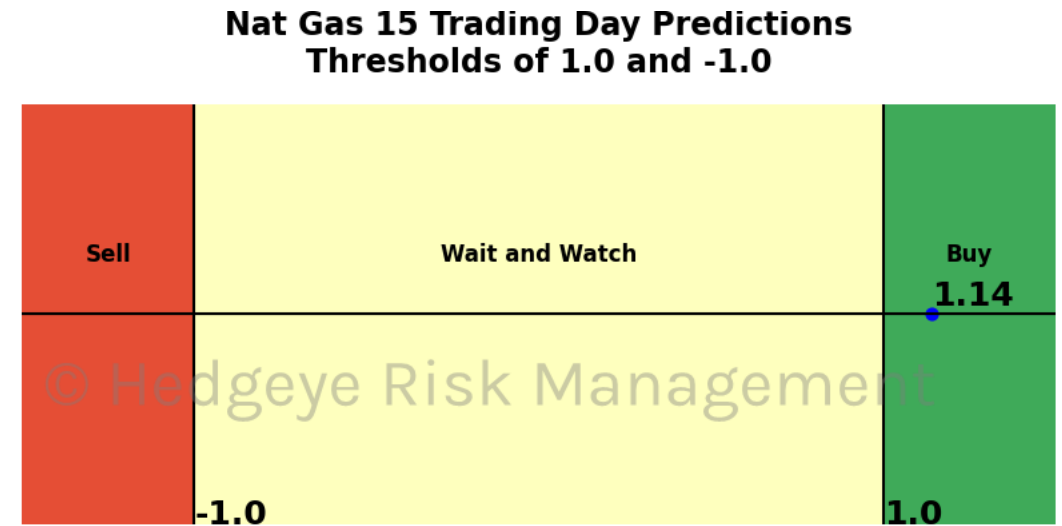 Nat Gas 15 Trading Day Predictions
Thresholds of 1.0 and -1.0
Sell
Wait and Watch
Buy
1.14
© Hedgeye Risk Management
-1.0
1.0